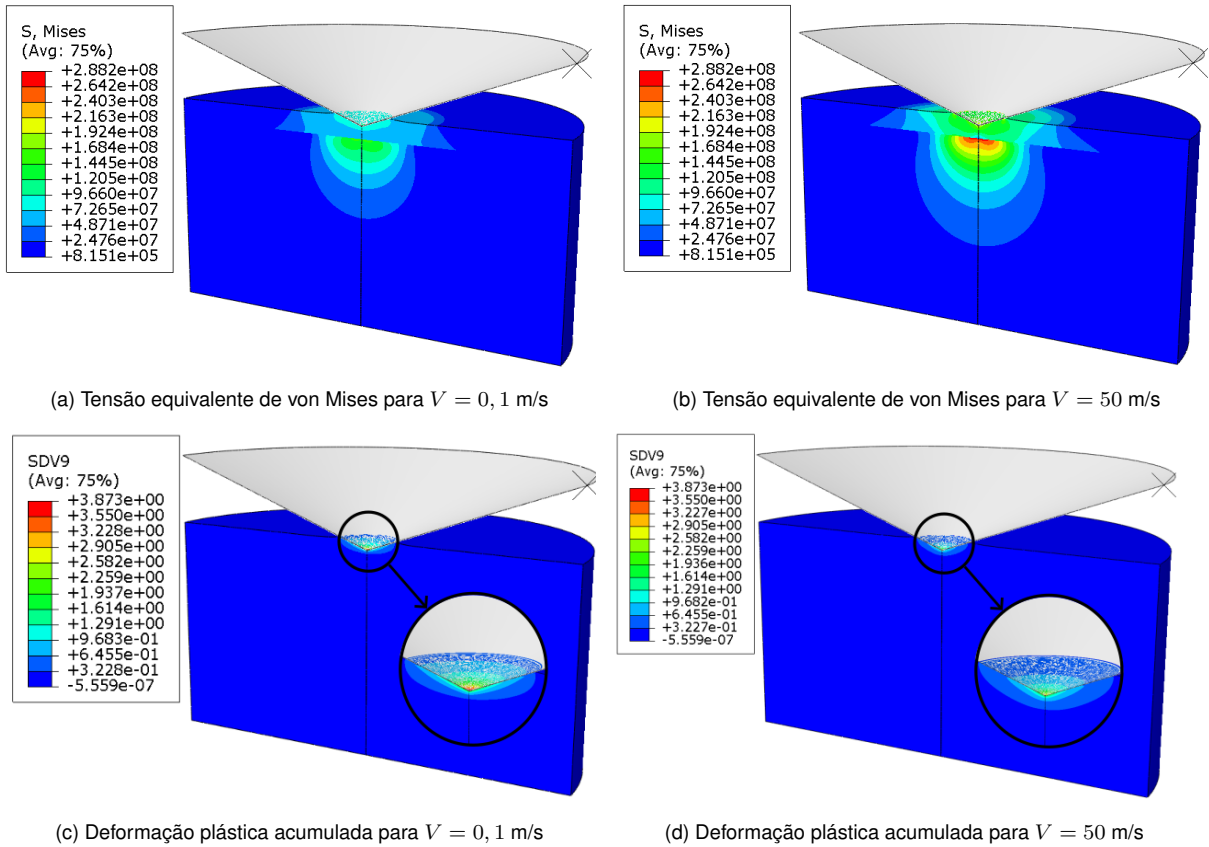 S, Mises
(Avg: 75%)
+2.882e+08
+2.642e+08
+2.403e+08
+2.163e+08
+1.924e+08
+1.684e+08
+1.445e+08
+1.205e+08
+9.660e+07
+7.265e+07
+4.871e+07
+2.476e+07
+8.151e+05
S, Mises
(Avg: 75%)
+2.882e+08
+2.642e+08
+2.403e+08
+2.163e+08
+1.924e+08
+1.684e+08
+1.445e+08
+1.205e+08
+9.660e+07
+7.265e+07
+4.871e+07
+2.476e+07
+8.151e+05
(a) Tensão equivalente de von Mises para V = 0, 1 m/s
(b) Tensão equivalente de von Mises para V = 50 m/s
SDV9
(Avg: 75%)
+3.873e+00
+3.550e+00
+3.228e+00
+2.905e+00
+2.582e+00
+2.259e+00
+1.937e+00
+1.614e+00
+1.291e+00
+9.683e-01
+6.455e-01
+3.228e-01
-5.559e-07
SDV9
(Avg: 75%)
+3.873e+00
+3.550e+00
+3.227e+00
+2.905e+00
+2.582e+00
+2.259e+00
+1.936e+00
+1.614e+00
+1.291e+00
+9.682e-01
+6.455e-01
+3.227e-01
-5.559e-07
(c) Deformação plástica acumulada para V = 0, 1 m/s
(d) Deformação plástica acumulada para V = 50 m/s